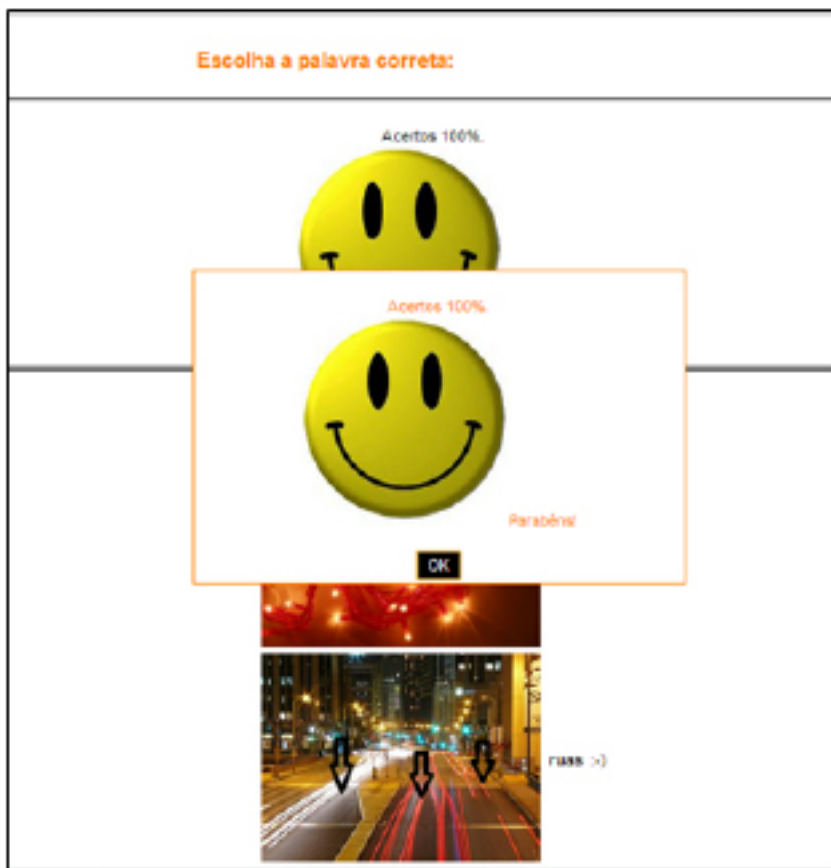 Escolha a palavra correta:
Acertos 100%.
Acertos 100%.
Parabéns!
OK
ruas :-)